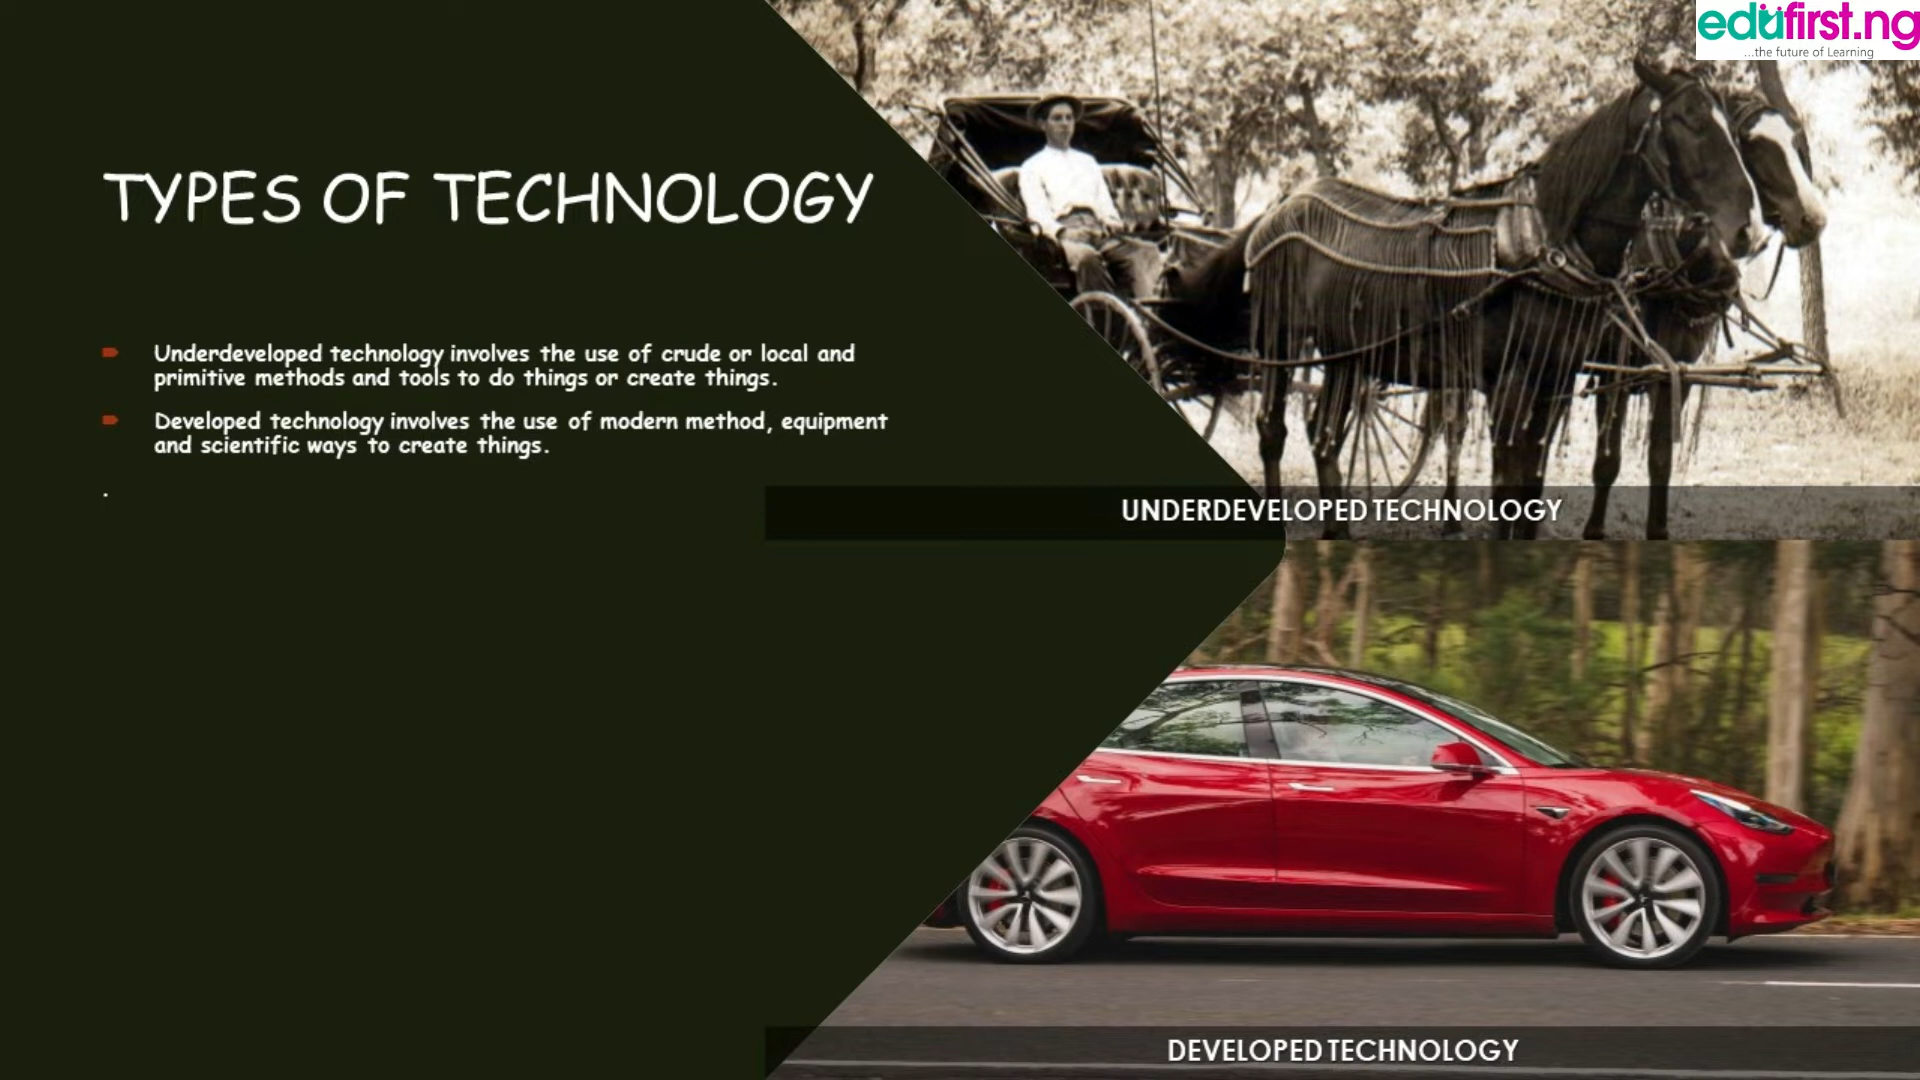 edufirst.ng
...the future of Learning
TYPES OF TECHNOLOGY
Underdeveloped technology involves the use of crude or local and
primitive methods and tools to do things or create things.
Developed technology involves the use of modern method, equipment
and scientific ways to create things.
.
UNDERDEVELOPED TECHNOLOGY
DEVELOPED TECHNOLOGY